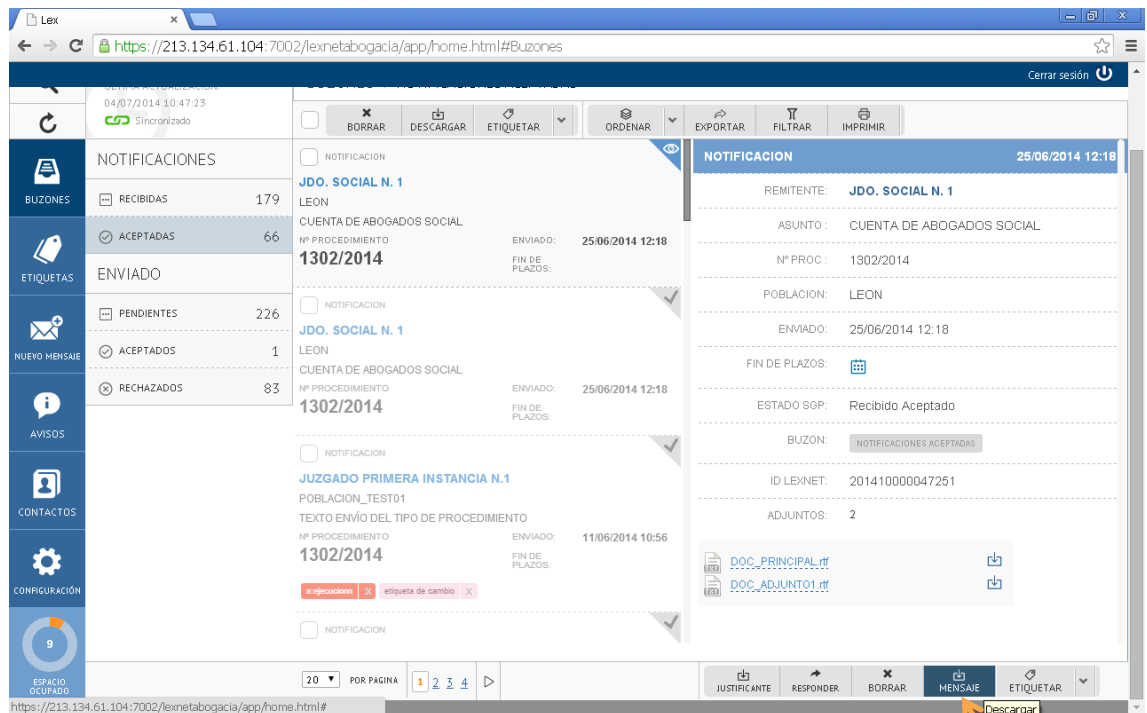 Lex
https://213.134.61.104:7002/lexnetabogacia/app/home.html#Buzones
Cerrar sesión
04/07/2014 10:47:23
Sincronizado
BORRAR
DESCARGAR
ETIQUETAR
ORDENAR
EXPORTAR
FILTRAR
IMPRIMIR
BUZONES
ETIQUETAS
NUEVO MENSAJE
AVISOS
CONTACTOS
CONFIGURACIÓN
9
ESPACIO
OCUPADO
NOTIFICACIONES
RECIBIDAS 179
ACEPTADAS 66
ENVIADO
PENDIENTES 226
ACEPTADOS 1
RECHAZADOS 83
NOTIFICACION
JDO. SOCIAL N. 1
LEON
CUENTA DE ABOGADOS SOCIAL
Nº PROCEDIMIENTO ENVIADO: 25/06/2014 12:18
1302/2014 FIN DE
PLAZOS:
NOTIFICACION
JDO. SOCIAL N. 1
LEON
CUENTA DE ABOGADOS SOCIAL
Nº PROCEDIMIENTO ENVIADO: 25/06/2014 12:18
1302/2014 FIN DE
PLAZOS:
NOTIFICACION
JUZGADO PRIMERA INSTANCIA N.1
POBLACION_TEST01
TEXTO ENVÍO DEL TIPO DE PROCEDIMIENTO
Nº PROCEDIMIENTO ENVIADO: 11/06/2014 10:56
1302/2014 FIN DE
PLAZOS:
a:ejecucionn X etiqueta de cambio X
NOTIFICACION
20 POR PAGINA 1 2 3 4
NOTIFICACION 25/06/2014 12:18
REMITENTE: JDO. SOCIAL N. 1
ASUNTO : CUENTA DE ABOGADOS SOCIAL
Nº PROC : 1302/2014
POBLACION: LEON
ENVIADO: 25/06/2014 12:18
FIN DE PLAZOS:
ESTADO SGP: Recibido Aceptado
BUZON: NOTIFICACIONES ACEPTADAS
ID LEXNET: 201410000047251
ADJUNTOS: 2
DOC_PRINCIPAL.rtf
DOC_ADJUNTO1.rtf
JUSTIFICANTE
RESPONDER
BORRAR
MENSAJE
ETIQUETAR
Descargar
https://213.134.61.104:7002/lexnetabogacia/app/home.html#